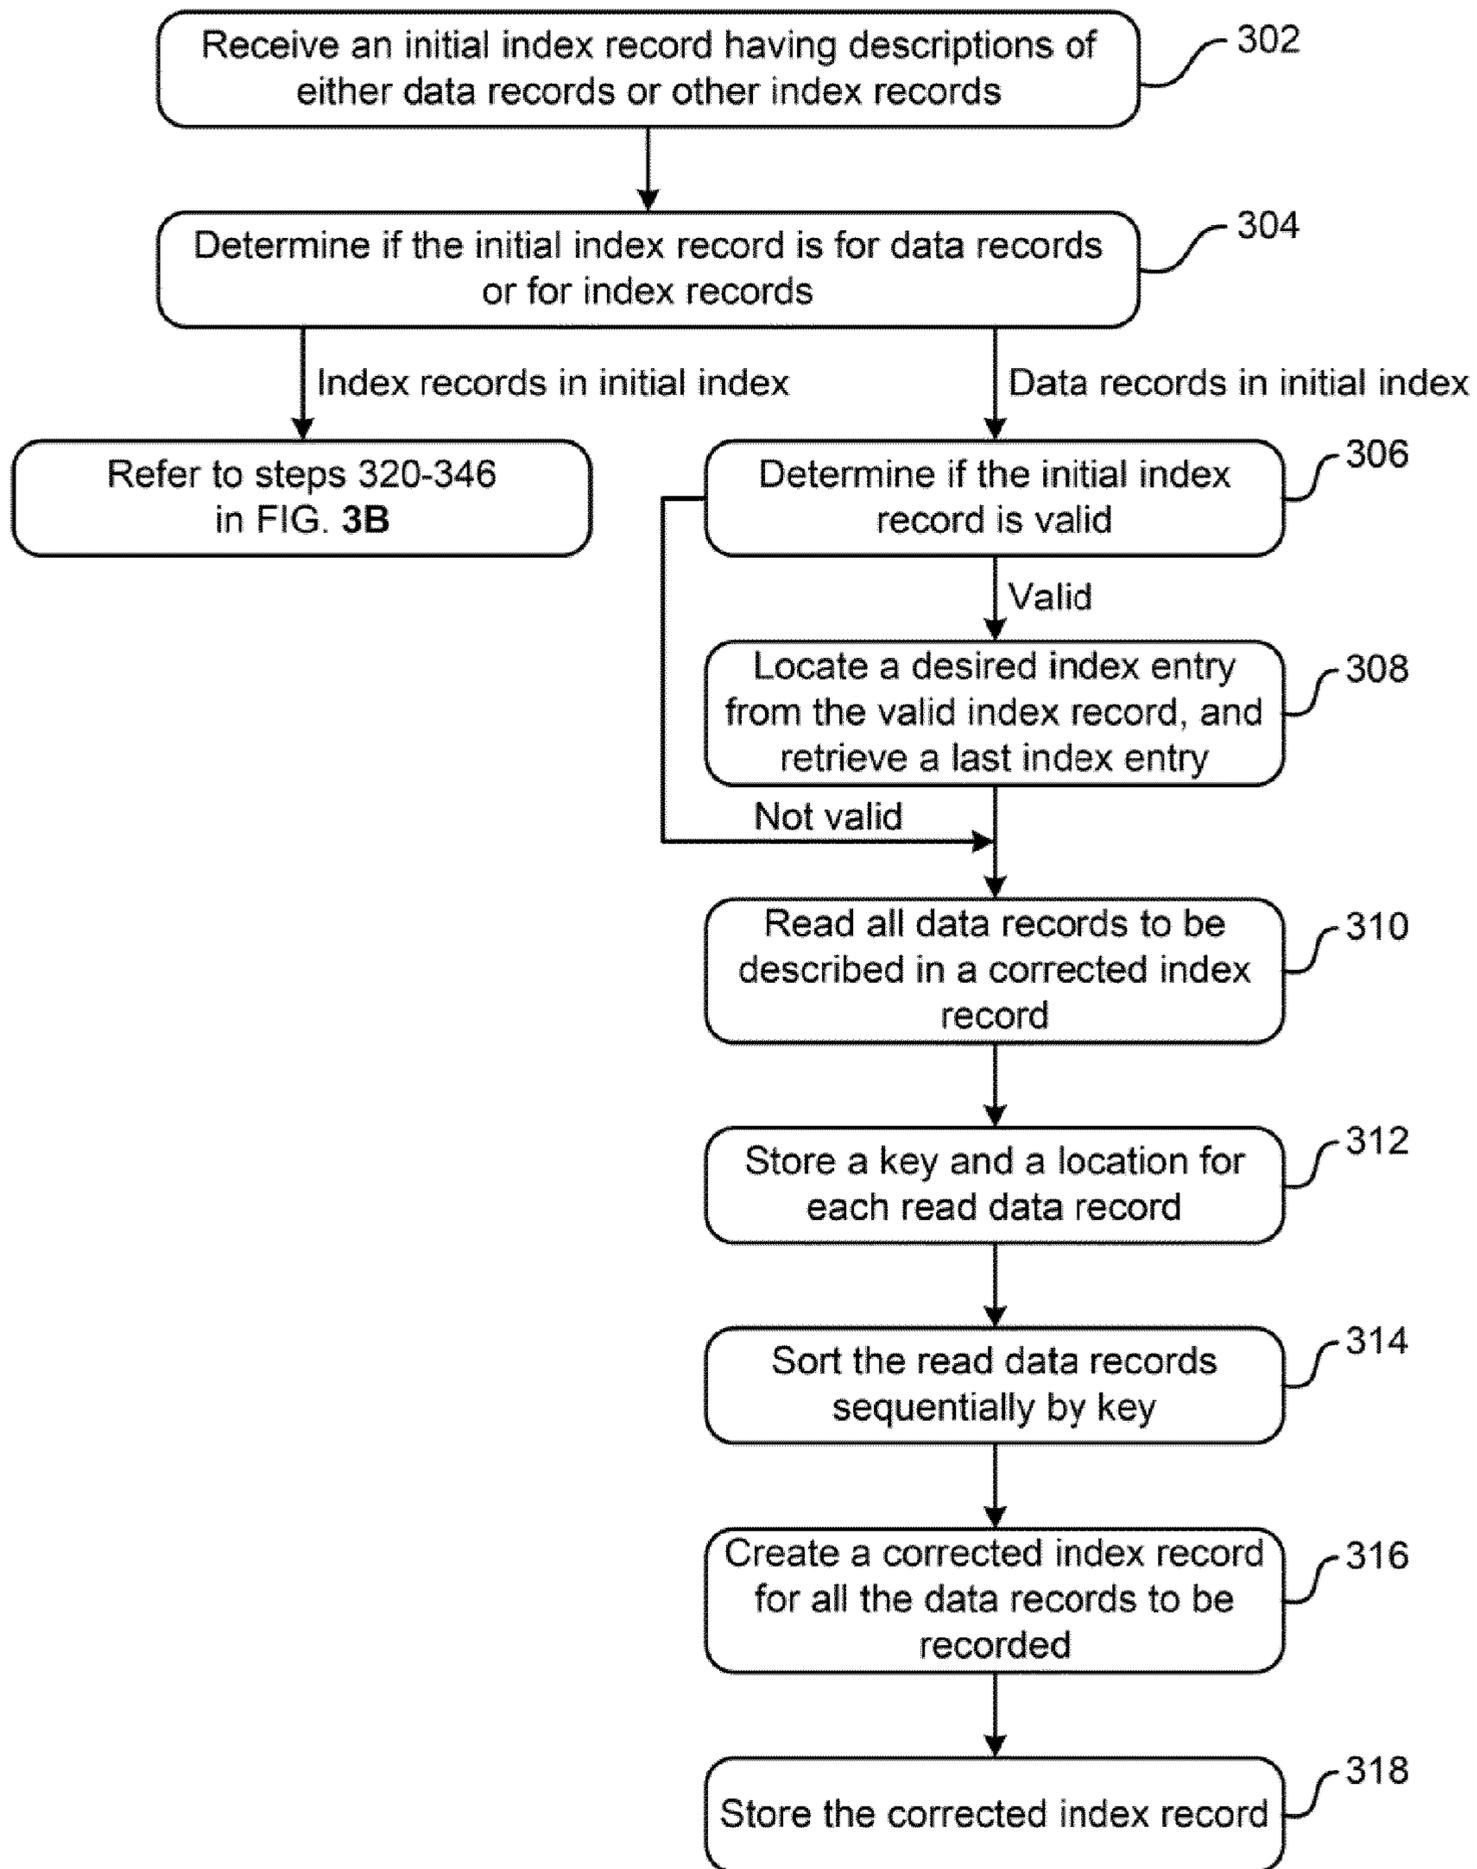 Receive an initial index record having descriptions of
either data records or other index records
302
Determine if the initial index record is for data records
or for index records
304
Index records in initial index
Data records in initial index
Refer to steps 320-346
in FIG. 3B
Determine if the initial index
record is valid
306
Valid
Locate a desired index entry
from the valid index record, and
retrieve a last index entry
308
Not valid
Read all data records to be
described in a corrected index
record
310
Store a key and a location for
each read data record
312
Sort the read data records
sequentially by key
314
Create a corrected index record
for all the data records to be
recorded
316
Store the corrected index record
318